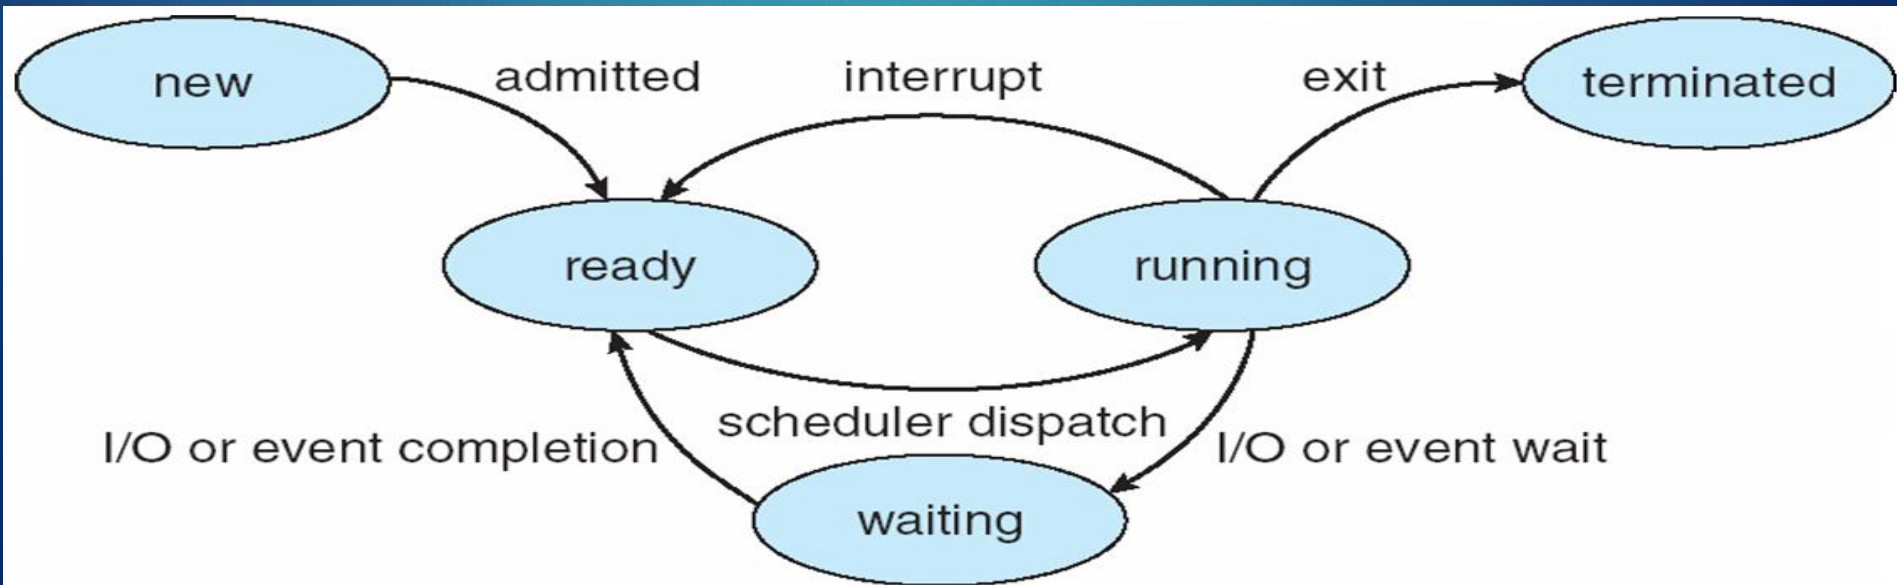 new
admitted
interrupt
exit
terminated
ready
running
scheduler dispatch
I/O or event completion
I/O or event wait
waiting